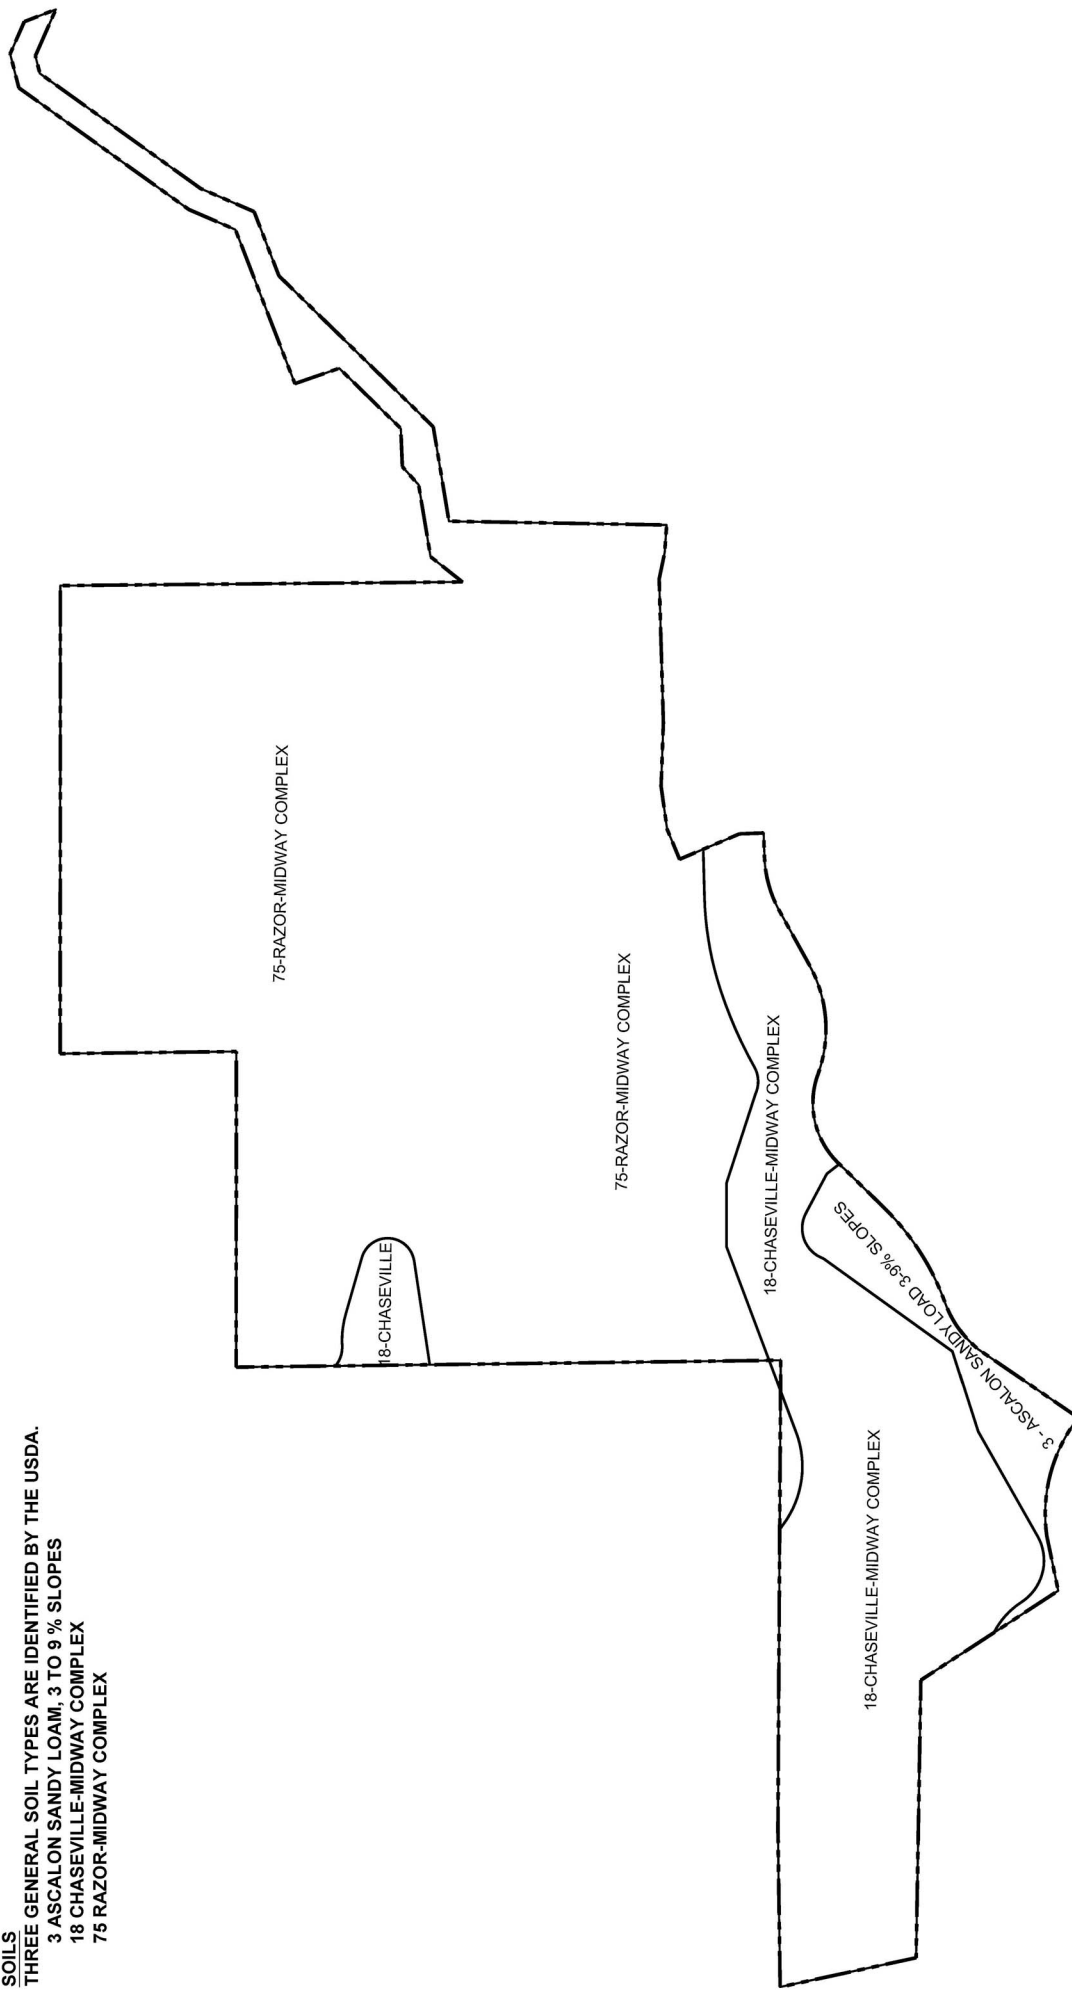 SOILS
THREE GENERAL SOIL TYPES ARE IDENTIFIED BY THE USDA.
3 ASCALON SANDY LOAM, 3 TO 9 % SLOPES
18 CHASEVILLE-MIDWAY COMPLEX
75 RAZOR-MIDWAY COMPLEX
75-RAZOR-MIDWAY COMPLEX
18-CHASEVILLE
75-RAZOR-MIDWAY COMPLEX
18-CHASEVILLE-MIDWAY COMPLEX
18-CHASEVILLE-MIDWAY COMPLEX
3 - ASCALON SANDY LOAD 3-9% SLOPES